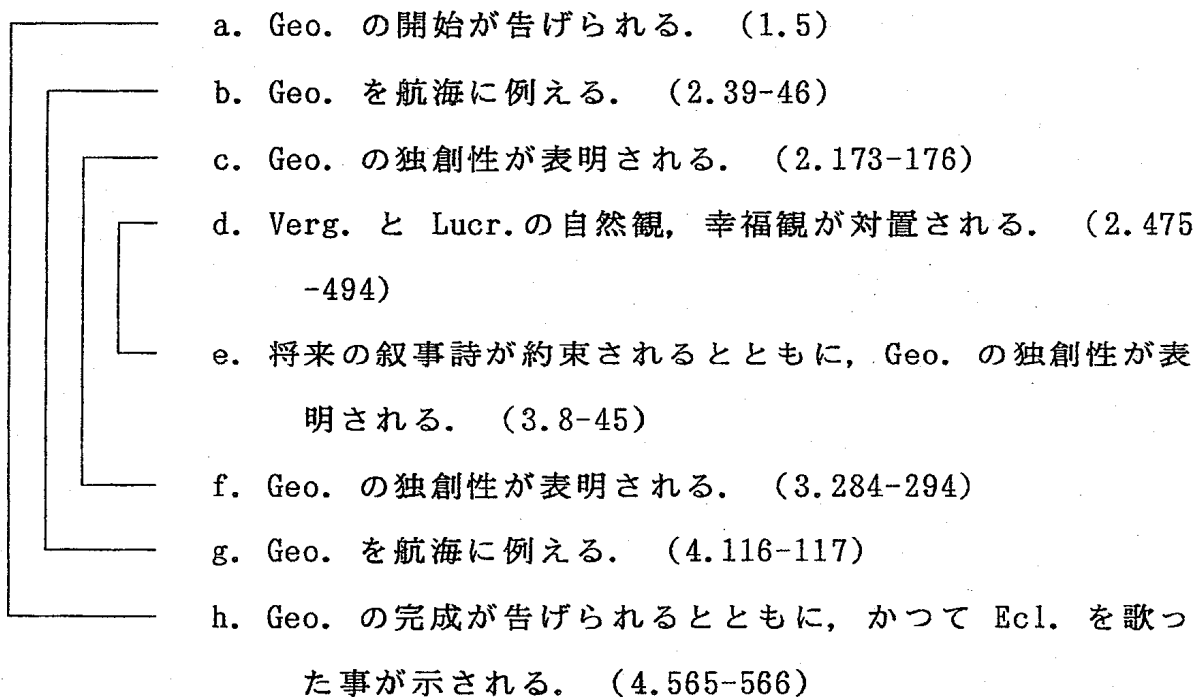 a. Geo. の開始が告げられる. (1.5)
b. Geo. を航海に例える. (2.39-46)
c. Geo. の独創性が表明される. (2.173-176)
d. Verg. と Lucr.の自然観, 幸福観が対置される. (2.475
-494)
e. 将来の叙事詩が約束されるとともに, Geo. の独創性が表
明される. (3.8-45)
f. Geo. の独創性が表明される. (3.284-294)
g. Geo. を航海に例える. (4.116-117)
h. Geo. の完成が告げられるとともに, かつて Ecl. を歌っ
た事が示される. (4.565-566)